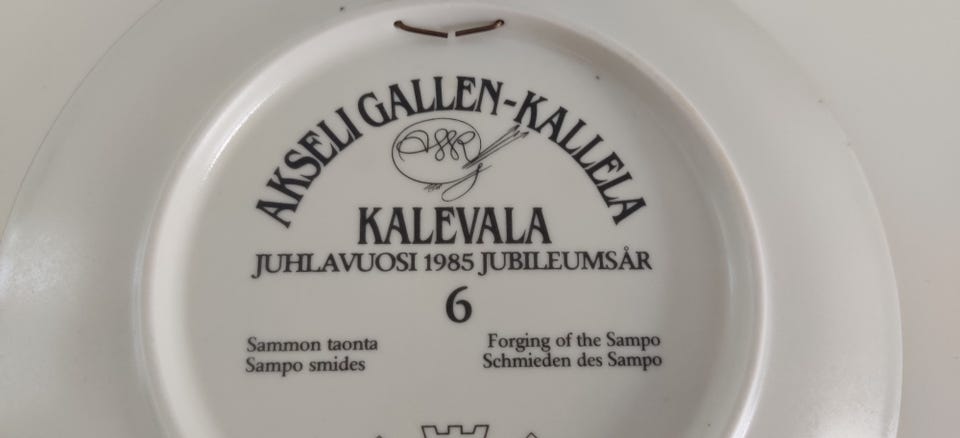 AKSELI GALLEN-KALLELA
KALEVALA
JUHLAVUOSI 1985 JUBILEUMSÅR
6
Sammon taonta
Sampo smides
Forging of the Sampo
Schmieden des Sampo